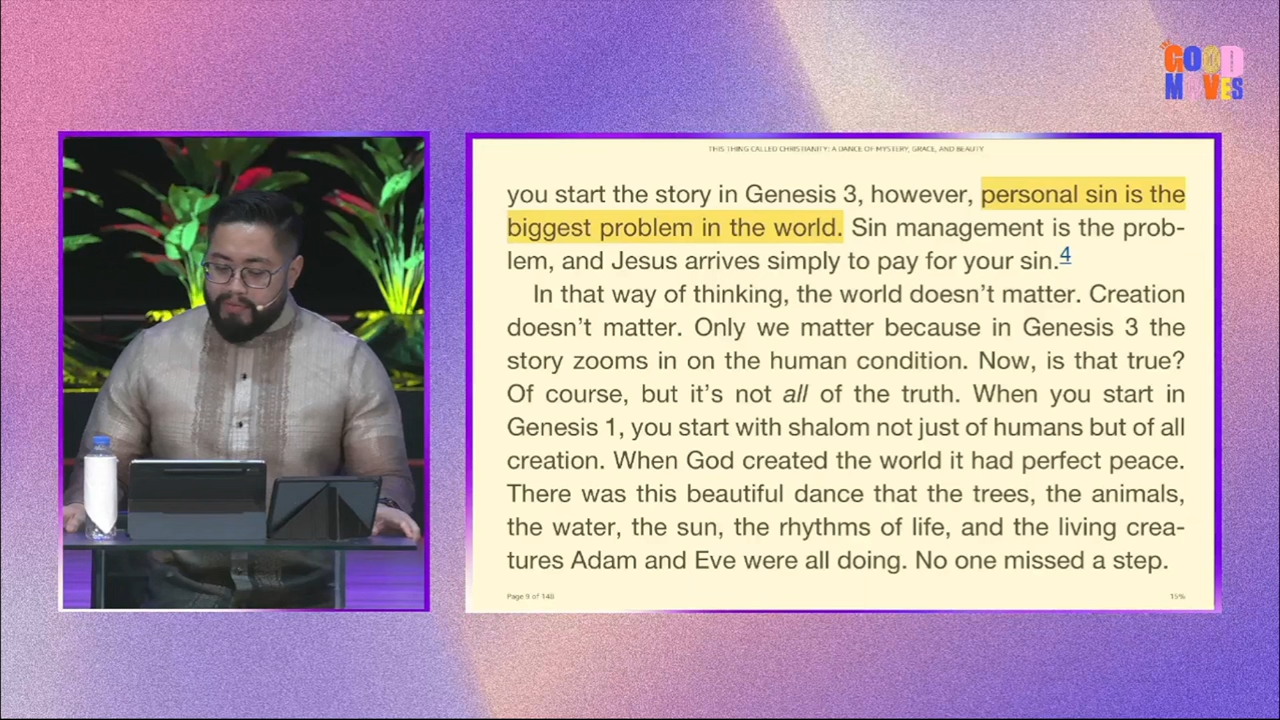 GOOD
MOVES
THIS THING CALLED CHRISTIANITY: A DANCE OF MYSTERY, GRACE, AND BEAUTY
you start the story in Genesis 3, however, personal sin is the
biggest problem in the world. Sin management is the prob-
lem, and Jesus arrives simply to pay for your sin.4
In that way of thinking, the world doesn’t matter. Creation
doesn’t matter. Only we matter because in Genesis 3 the
story zooms in on the human condition. Now, is that true?
Of course, but it’s not all of the truth. When you start in
Genesis 1, you start with shalom not just of humans but of all
creation. When God created the world it had perfect peace.
There was this beautiful dance that the trees, the animals,
the water, the sun, the rhythms of life, and the living crea-
tures Adam and Eve were all doing. No one missed a step.
Page 9 of 148
15%